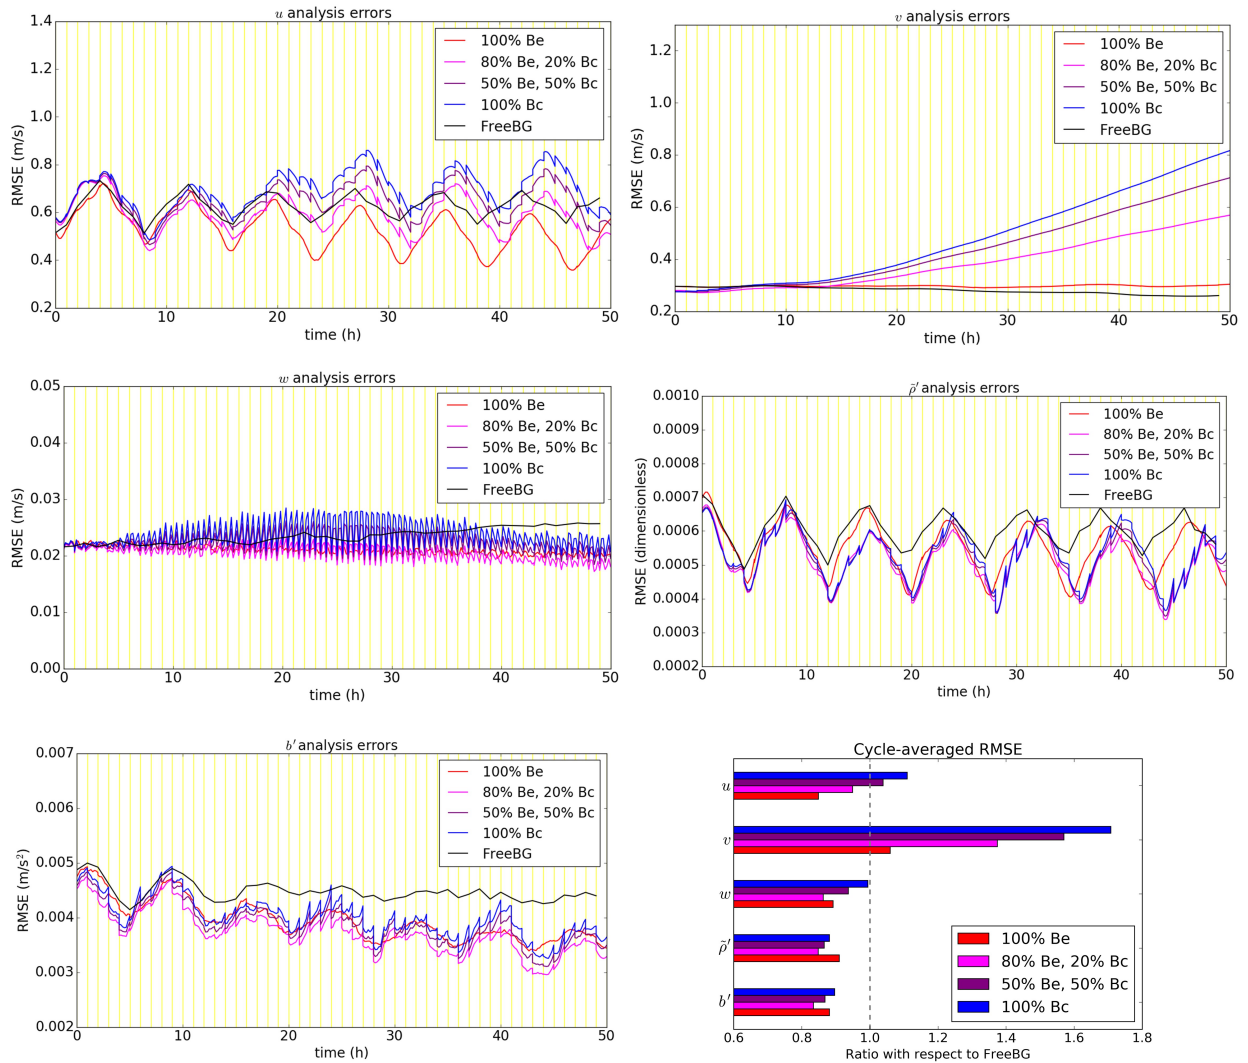 u analysis errors
1.4
1.2
1.0
0.8
0.6
0.4
0.2
RMSE (m/s)
0 10 20 30 40 50
time (h)
100% Be
80% Be, 20% Bc
50% Be, 50% Bc
100% Bc
FreeBG
v analysis errors
1.2
1.0
0.8
0.6
0.4
0.2
RMSE (m/s)
0 10 20 30 40 50
time (h)
100% Be
80% Be, 20% Bc
50% Be, 50% Bc
100% Bc
FreeBG
w analysis errors
0.05
0.04
0.03
0.02
0.01
0.00
RMSE (m/s)
0 10 20 30 40 50
time (h)
100% Be
80% Be, 20% Bc
50% Be, 50% Bc
100% Bc
FreeBG
ρ̃′ analysis errors
0.0010
0.0009
0.0008
0.0007
0.0006
0.0005
0.0004
0.0003
0.0002
RMSE (dimensionless)
0 10 20 30 40 50
time (h)
100% Be
80% Be, 20% Bc
50% Be, 50% Bc
100% Bc
FreeBG
b′ analysis errors
0.007
0.006
0.005
0.004
0.003
0.002
RMSE (m/s²)
0 10 20 30 40 50
time (h)
100% Be
80% Be, 20% Bc
50% Be, 50% Bc
100% Bc
FreeBG
Cycle-averaged RMSE
u
v
w
ρ̃′
b′
100% Be
80% Be, 20% Bc
50% Be, 50% Bc
100% Bc
0.6 0.8 1.0 1.2 1.4 1.6 1.8
Ratio with respect to FreeBG